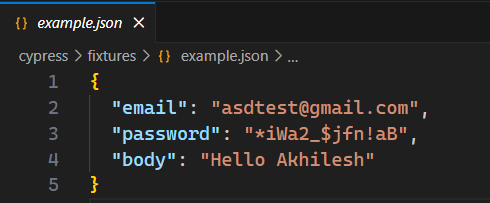 {} example.json
cypress > fixtures > {} example.json > ...
1 {
2 "email": "asdtest@gmail.com",
3 "password": "*iWa2_$jfn!aB",
4 "body": "Hello Akhilesh"
5 }